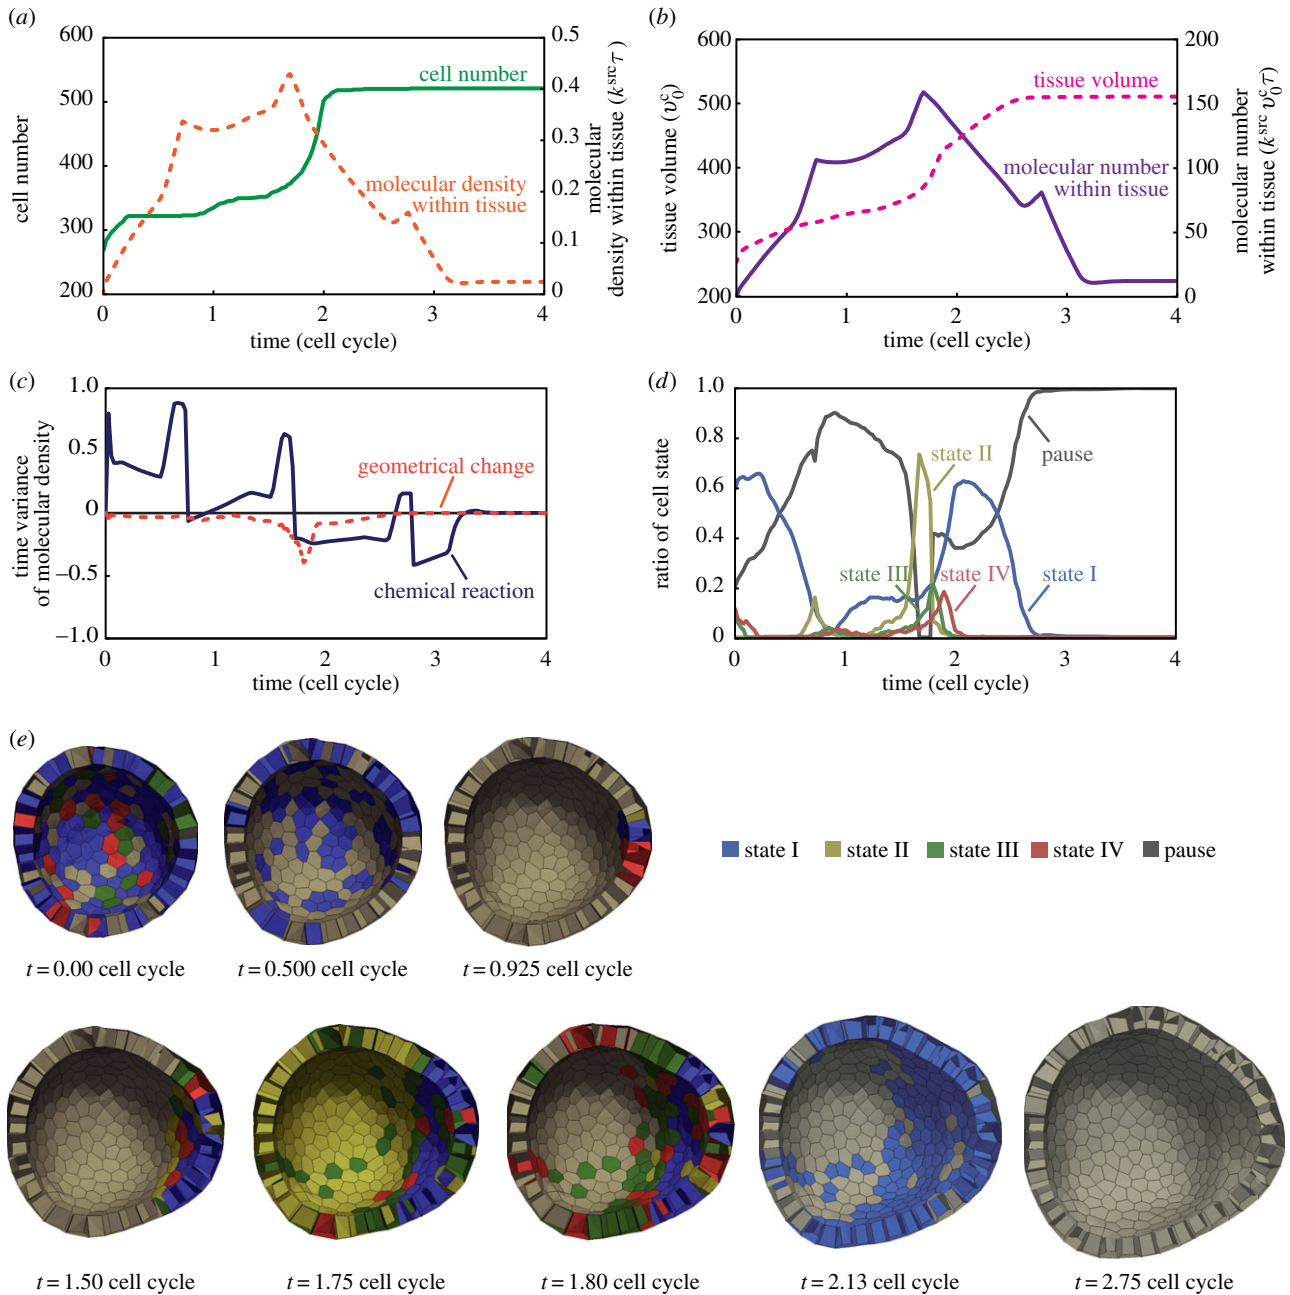 (a)
600
500
400
300
200
cell number
0.5
0.4
0.3
0.2
0.1
0
molecular
density within tissue (k^src τ)
cell number
molecular density
within tissue
0 1 2 3 4
time (cell cycle)
(b)
600
500
400
300
200
tissue volume (v_0^c)
200
150
100
50
0
molecular number
within tissue (k^src v_0^c τ)
tissue volume
molecular number
within tissue
0 1 2 3 4
time (cell cycle)
(c)
1.0
0.5
0
−0.5
−1.0
time variance
of molecular density
geometrical change
chemical reaction
0 1 2 3 4
time (cell cycle)
(d)
1.0
0.8
0.6
0.4
0.2
0
ratio of cell state
state II
pause
state III
state IV
state I
0 1 2 3 4
time (cell cycle)
(e)
state I state II state III state IV pause
t = 0.00 cell cycle
t = 0.500 cell cycle
t = 0.925 cell cycle
t = 1.50 cell cycle
t = 1.75 cell cycle
t = 1.80 cell cycle
t = 2.13 cell cycle
t = 2.75 cell cycle